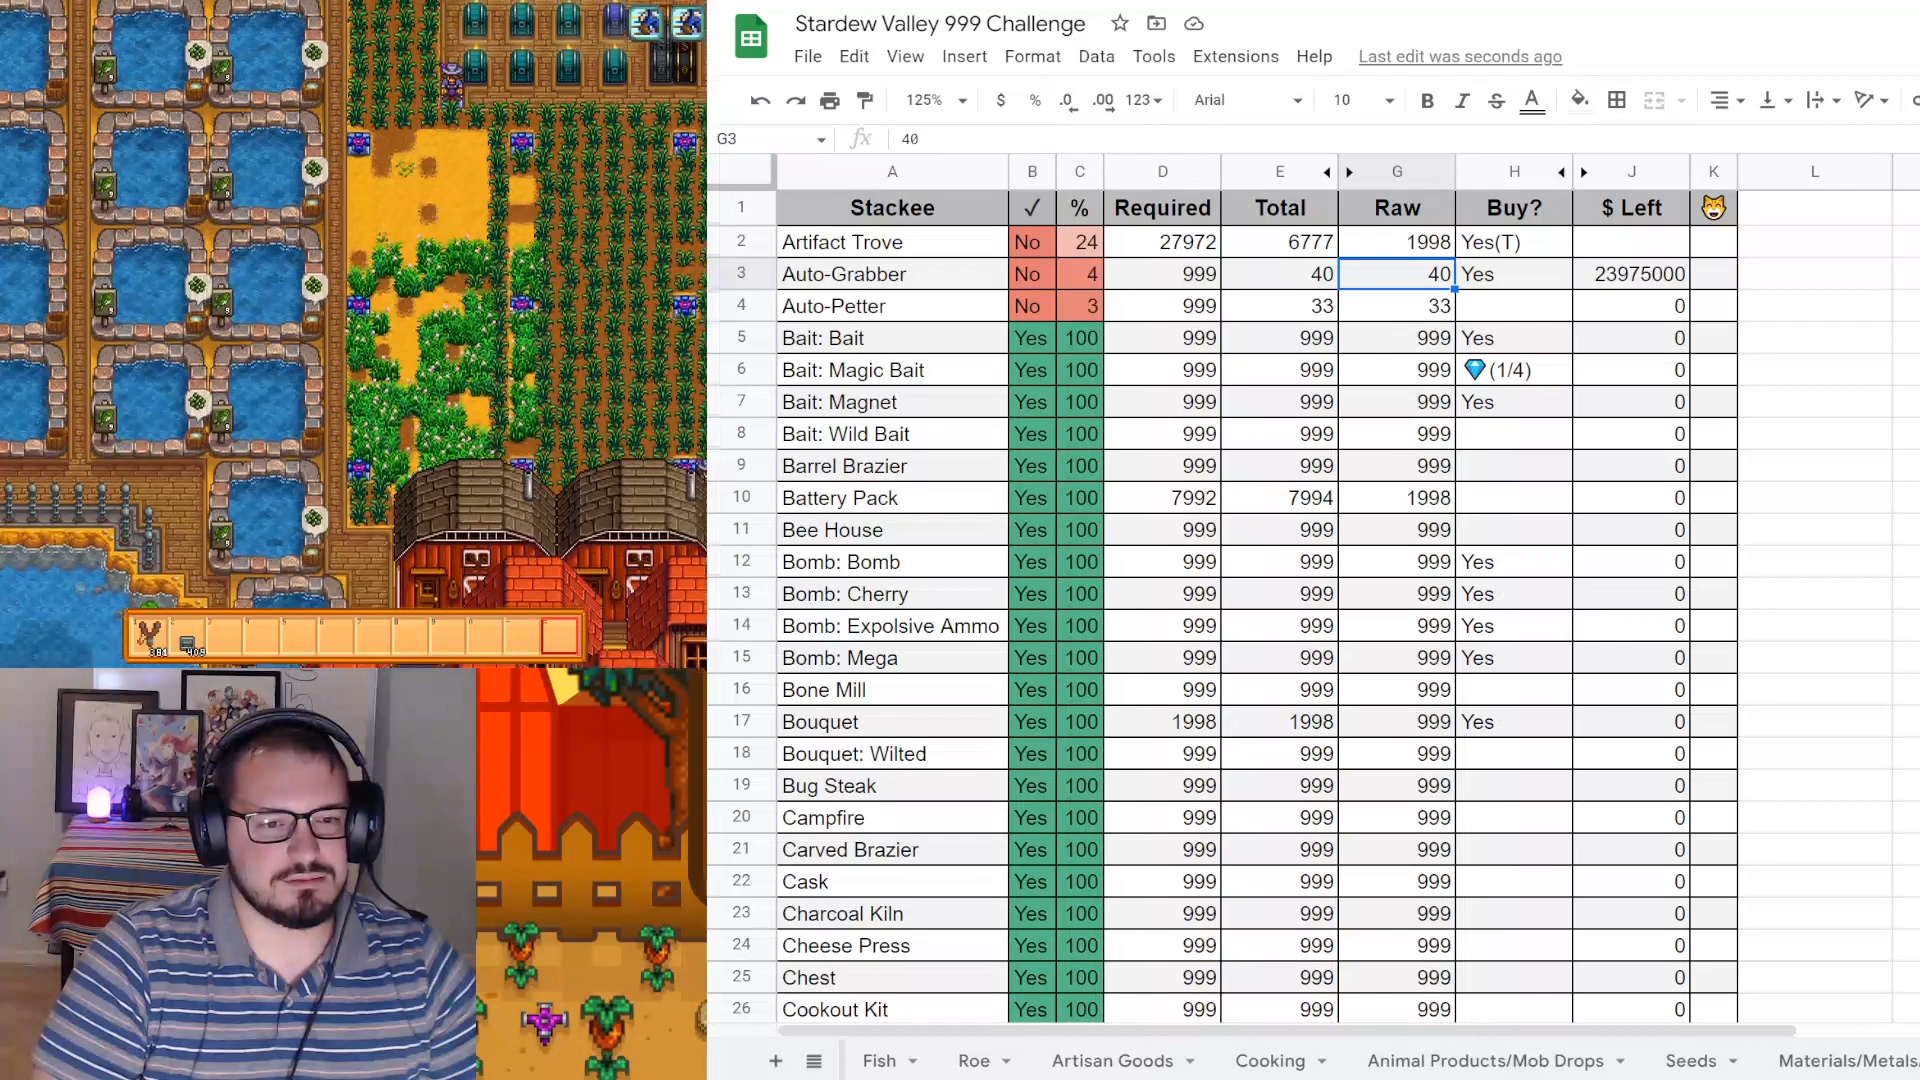 Stardew Valley 999 Challenge
File Edit View Insert Format Data Tools Extensions Help Last edit was seconds ago
125% $ % .0 .00 123 Arial 10 B I S A
G3 fx 40
A B C D E G H J K L
1 Stackee ✓ % Required Total Raw Buy? $ Left
2 Artifact Trove No 24 27972 6777 1998 Yes(T)
3 Auto-Grabber No 4 999 40 40 Yes 23975000
4 Auto-Petter No 3 999 33 33 0
5 Bait: Bait Yes 100 999 999 999 Yes 0
6 Bait: Magic Bait Yes 100 999 999 999 💎(1/4) 0
7 Bait: Magnet Yes 100 999 999 999 Yes 0
8 Bait: Wild Bait Yes 100 999 999 999 0
9 Barrel Brazier Yes 100 999 999 999 0
10 Battery Pack Yes 100 7992 7994 1998 0
11 Bee House Yes 100 999 999 999 0
12 Bomb: Bomb Yes 100 999 999 999 Yes 0
13 Bomb: Cherry Yes 100 999 999 999 Yes 0
14 Bomb: Expolsive Ammo Yes 100 999 999 999 Yes 0
15 Bomb: Mega Yes 100 999 999 999 Yes 0
16 Bone Mill Yes 100 999 999 999 0
17 Bouquet Yes 100 1998 1998 999 Yes 0
18 Bouquet: Wilted Yes 100 999 999 999 0
19 Bug Steak Yes 100 999 999 999 0
20 Campfire Yes 100 999 999 999 0
21 Carved Brazier Yes 100 999 999 999 0
22 Cask Yes 100 999 999 999 0
23 Charcoal Kiln Yes 100 999 999 999 0
24 Cheese Press Yes 100 999 999 999 0
25 Chest Yes 100 999 999 999 0
26 Cookout Kit Yes 100 999 999 999 0
Fish Roe Artisan Goods Cooking Animal Products/Mob Drops Seeds Materials/Metals/
381 409